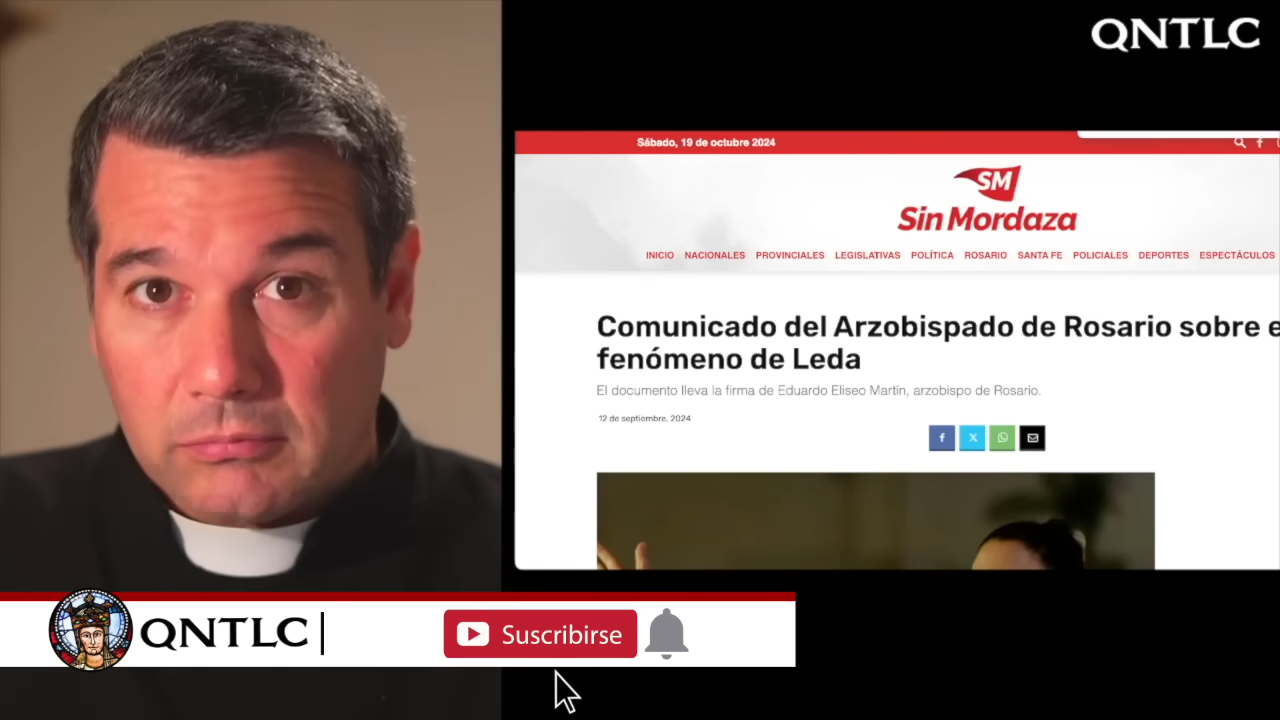 QNTLC
Sábado, 19 de octubre 2024
SM
Sin Mordaza
INICIO NACIONALES PROVINCIALES LEGISLATIVAS POLÍTICA ROSARIO SANTA FE POLICIALES DEPORTES ESPECTÁCULOS
Comunicado del Arzobispado de Rosario sobre e
fenómeno de Leda
El documento lleva la firma de Eduardo Eliseo Martín, arzobispo de Rosario.
12 de septiembre, 2024
QNTLC
Suscribirse